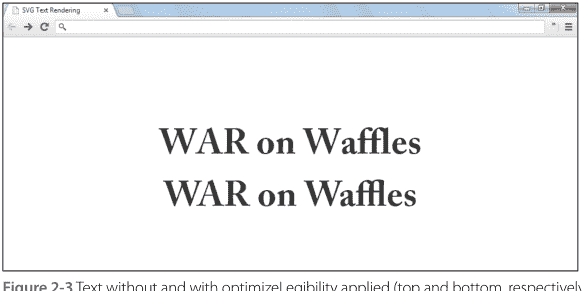 SVG Text Rendering
WAR on Waffles
WAR on Waffles
Figure 2-3 Text without and with optimizeLegibility applied (top and bottom, respectively